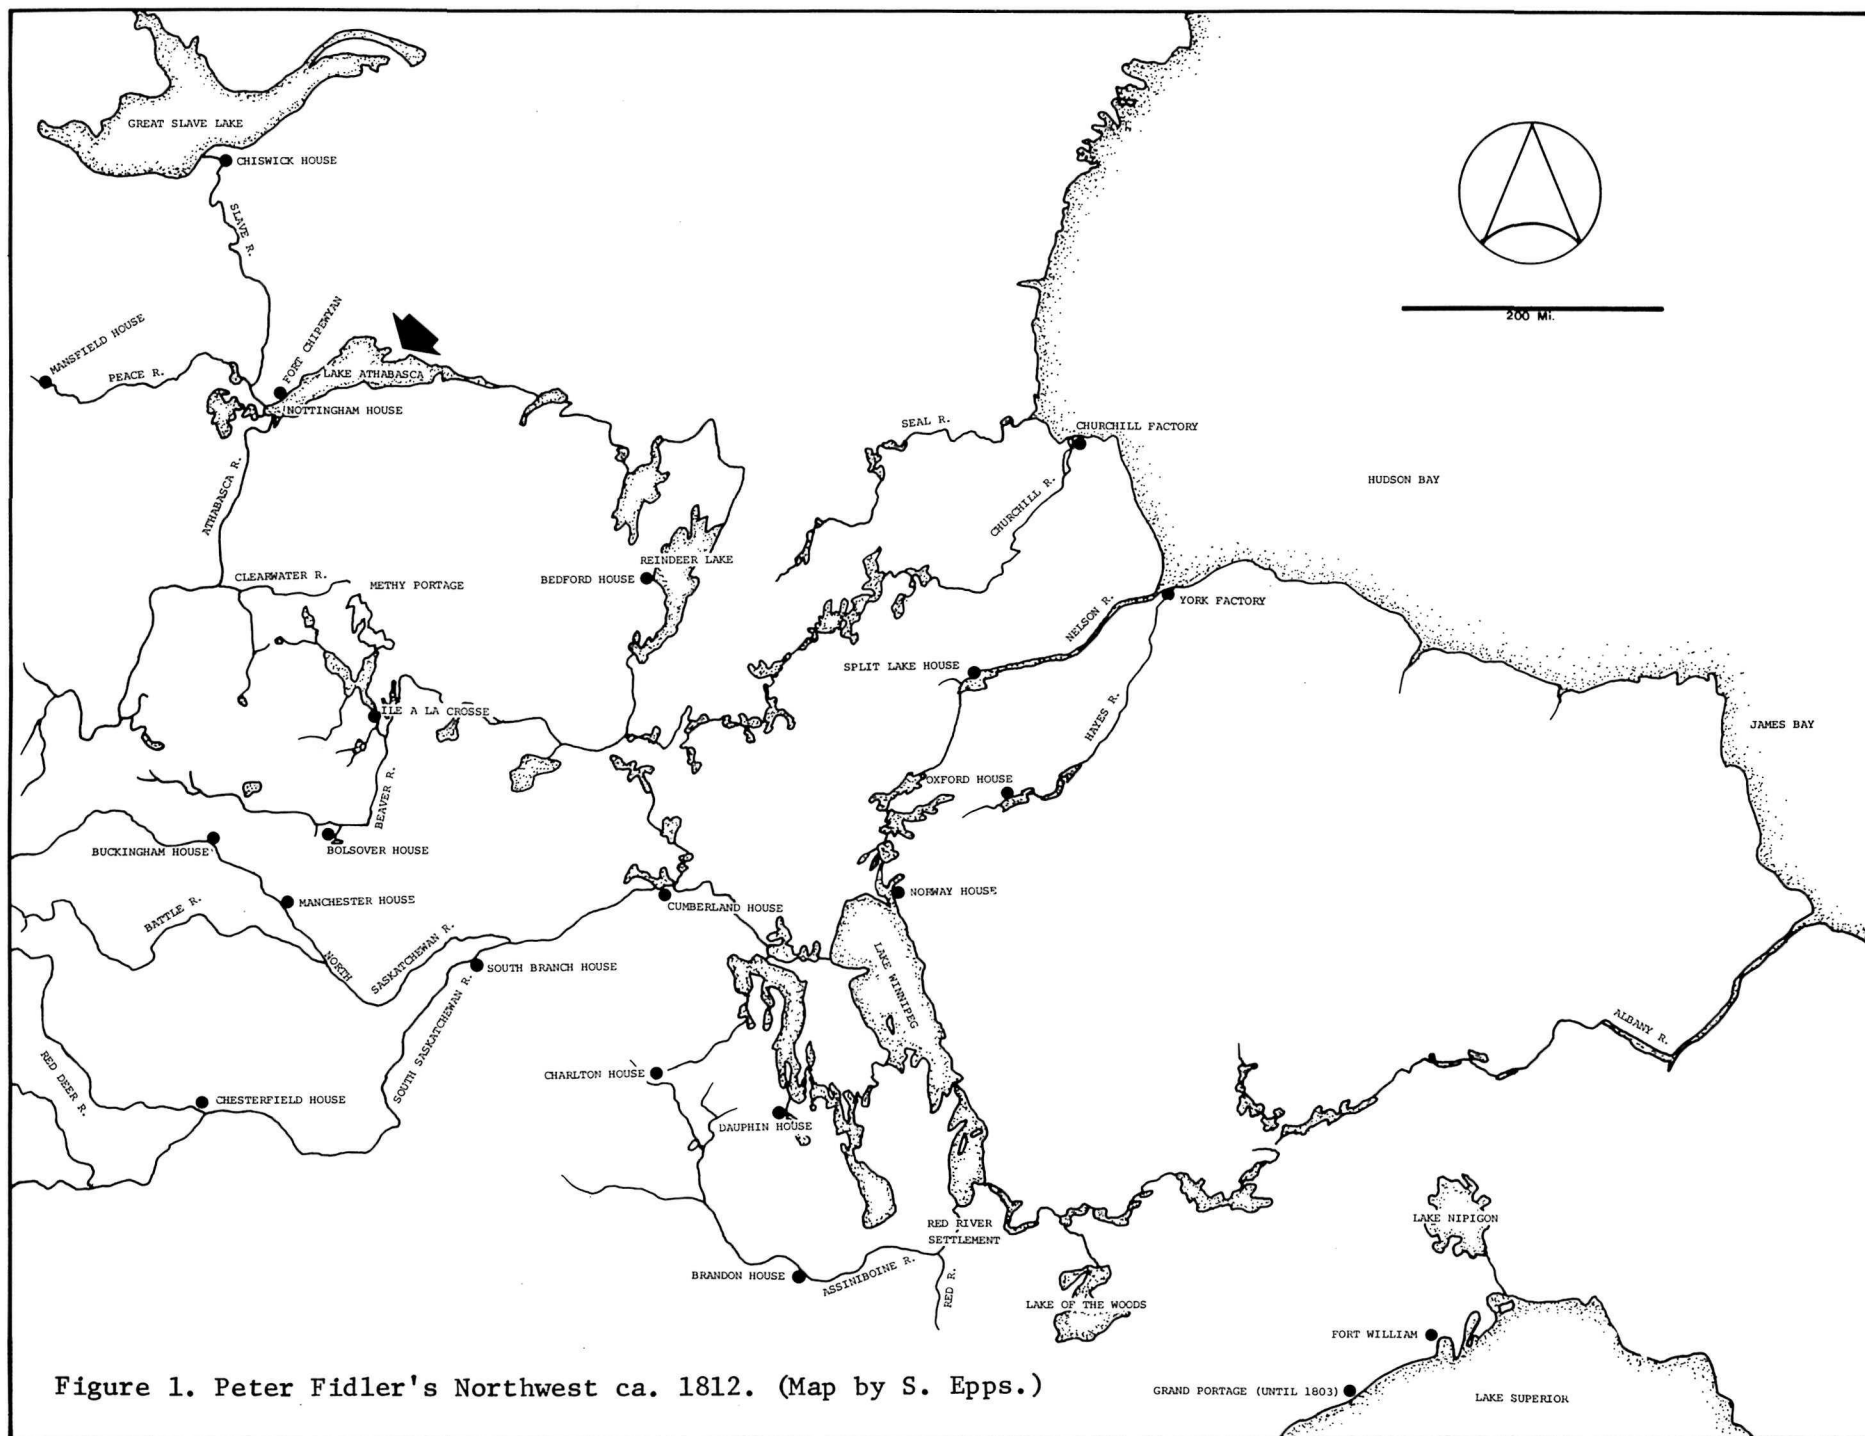 GREAT SLAVE LAKE
CHISWICK HOUSE
SLAVE R.
200 Mi.
MANSFIELD HOUSE
PEACE R.
FORT CHIPEWYAN
LAKE ATHABASCA
NOTTINGHAM HOUSE
SEAL R.
CHURCHILL FACTORY
HUDSON BAY
ATHABASCA R.
CHURCHILL R.
REINDEER LAKE
BEDFORD HOUSE
CLEARWATER R.
METHY PORTAGE
YORK FACTORY
NELSON R.
SPLIT LAKE HOUSE
HAYES R.
ILE A LA CROSSE
JAMES BAY
BEAVER R.
OXFORD HOUSE
BUCKINGHAM HOUSE
BOLSOVER HOUSE
MANCHESTER HOUSE
NORWAY HOUSE
CUMBERLAND HOUSE
BATTLE R.
NORTH
SASKATCHEWAN R.
SOUTH BRANCH HOUSE
LAKE WINNIPEG
SOUTH SASKATCHEWAN R.
ALBANY R.
RED DEER R.
CHARLTON HOUSE
CHESTERFIELD HOUSE
DAUPHIN HOUSE
RED RIVER
SETTLEMENT
LAKE NIPIGON
BRANDON HOUSE
ASSINIBOINE R.
RED R.
LAKE OF THE WOODS
FORT WILLIAM
GRAND PORTAGE (UNTIL 1803)
LAKE SUPERIOR
Figure 1. Peter Fidler's Northwest ca. 1812. (Map by S. Epps.)